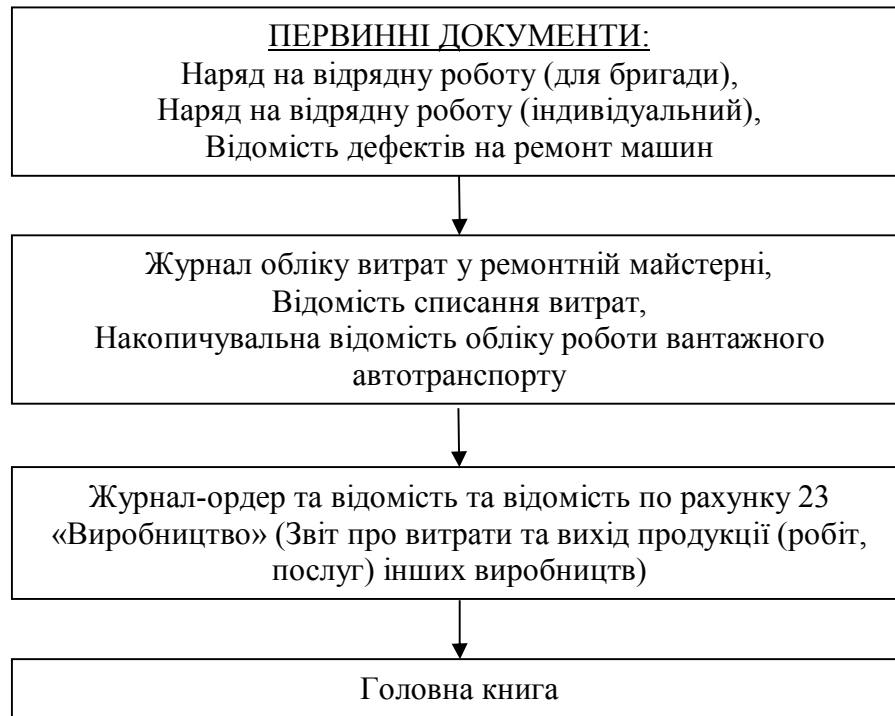 ПЕРВИННІ ДОКУМЕНТИ:
Наряд на відрядну роботу (для бригади),
Наряд на відрядну роботу (індивідуальний),
Відомість дефектів на ремонт машин
Журнал обліку витрат у ремонтній майстерні,
Відомість списання витрат,
Накопичувальна відомість обліку роботи вантажного
автотранспорту
Журнал-ордер та відомість та відомість по рахунку 23
«Виробництво» (Звіт про витрати та вихід продукції (робіт,
послуг) інших виробництв)
Головна книга